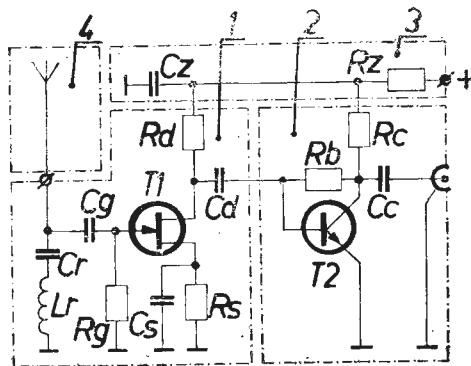 4 1 2 3
Cz Rz +
Rd Rc
Cg T1 Rb
Cd Cc
Cr T2
Lr Rg Cs Rs